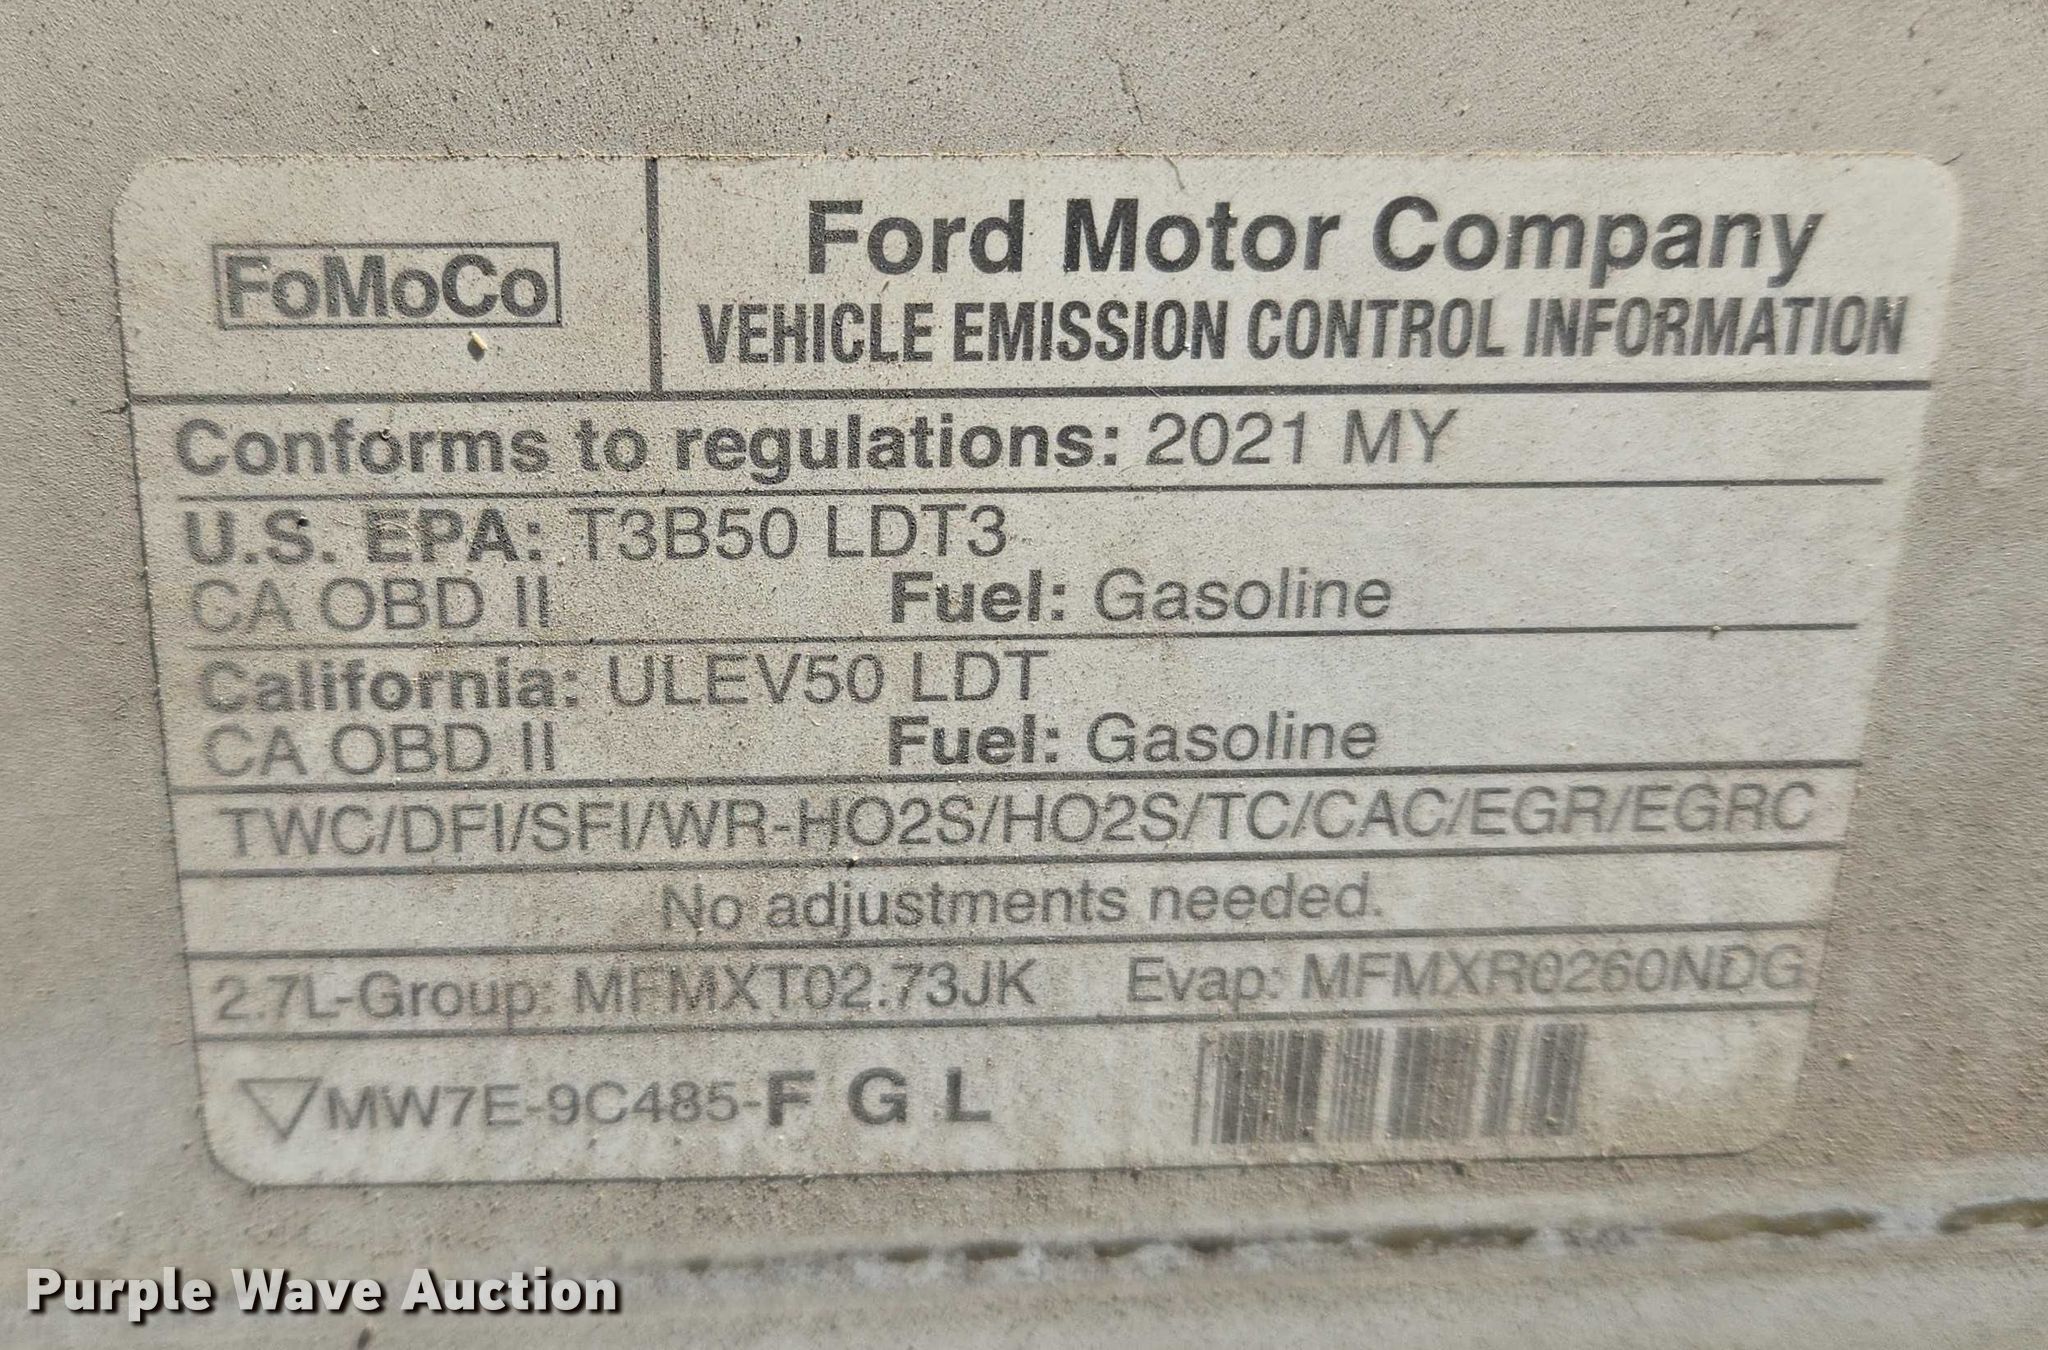 FoMoCo
Ford Motor Company
VEHICLE EMISSION CONTROL INFORMATION
Conforms to regulations: 2021 MY
U.S. EPA: T3B50 LDT3
CA OBD II Fuel: Gasoline
California: ULEV50 LDT
CA OBD II Fuel: Gasoline
TWC/DFI/SFI/WR-HO2S/HO2S/TC/CAC/EGR/EGRC
No adjustments needed.
2.7L-Group: MFMXT02.73JK Evap: MFMXR0260NDG
MW7E-9C485-F G L
Purple Wave Auction